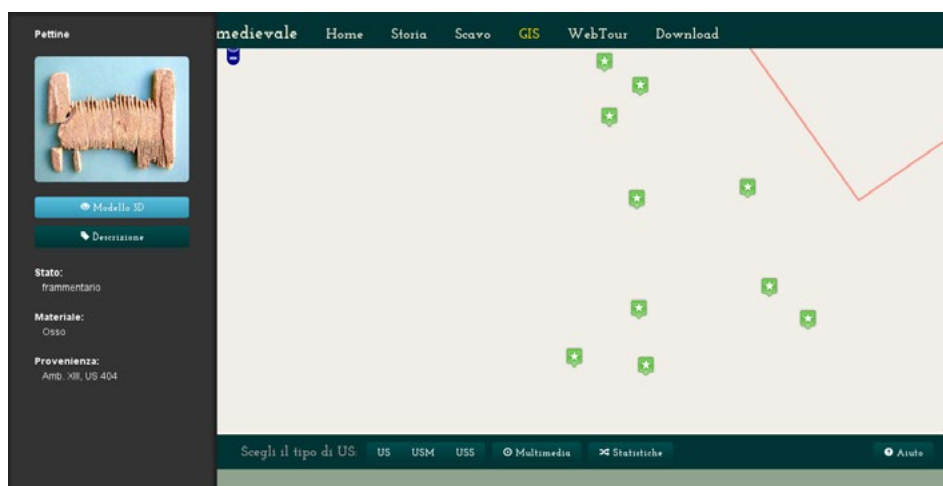 Pettine
medievale Home Storia Scavo GIS WebTour Download
Modello 3D
Descrizione
Stato:
frammentario
Materiale:
Osso
Provenienza:
Amb. XIII, US 404
Scegli il tipo di US: US USM USS Multimedia Statistiche Aiuto